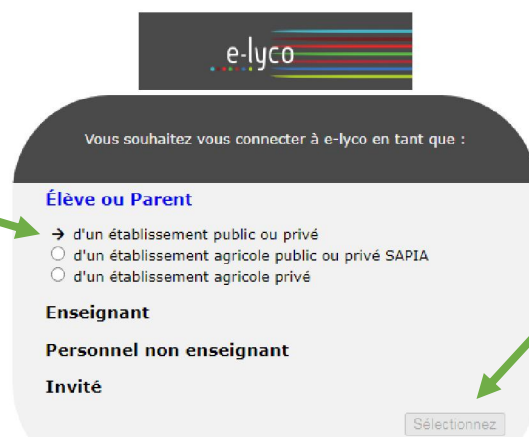 e-lyco
Vous souhaitez vous connecter à e-lyco en tant que :
Élève ou Parent
→ d'un établissement public ou privé
d'un établissement agricole public ou privé SAPIA
d'un établissement agricole privé
Enseignant
Personnel non enseignant
Invité
Sélectionnez